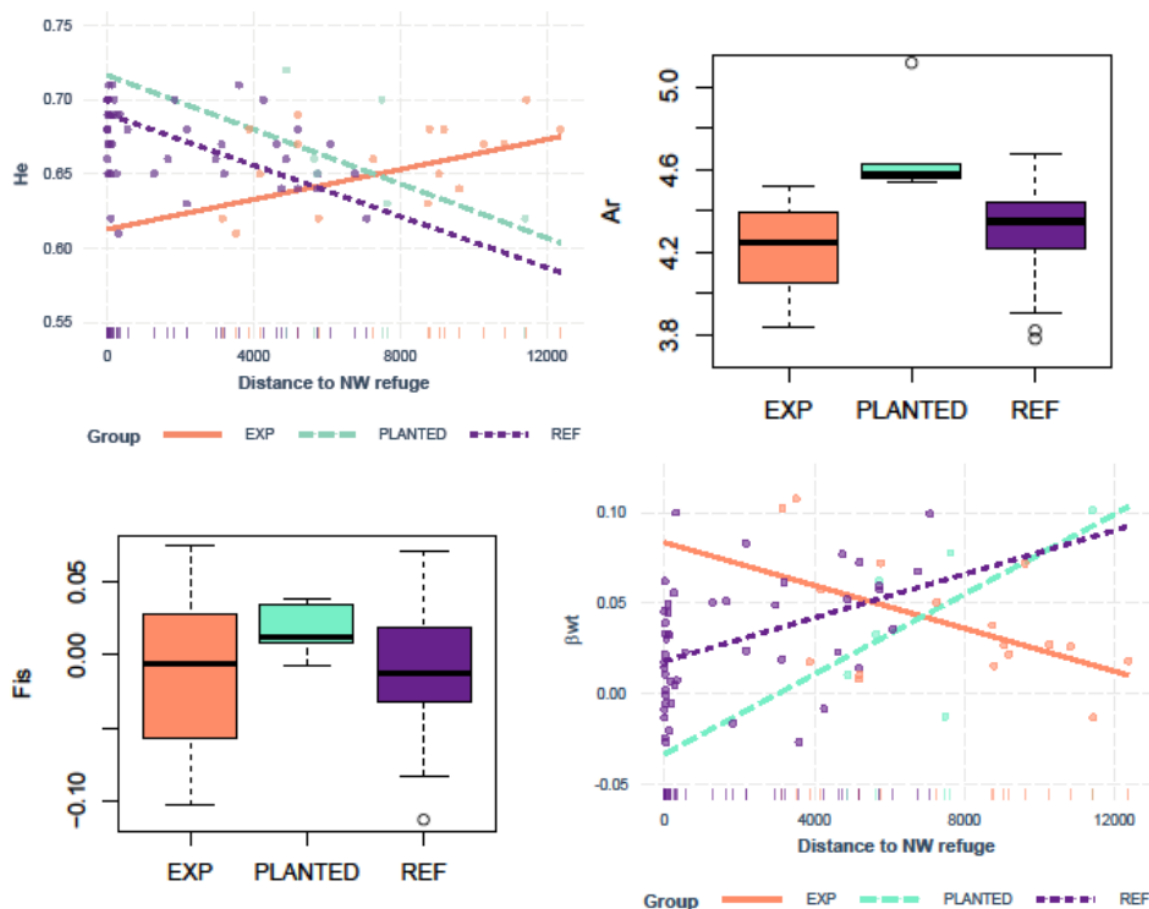 0.75
0.70
0.65
0.60
0.55
He
0 4000 8000 12000
Distance to NW refuge
Group EXP PLANTED REF
5.0
4.6
4.2
3.8
Ar
EXP PLANTED REF
0.05
0.00
−0.10
Fis
EXP PLANTED REF
0.10
0.05
0.00
-0.05
βwt
0 4000 8000 12000
Distance to NW refuge
Group EXP PLANTED REF